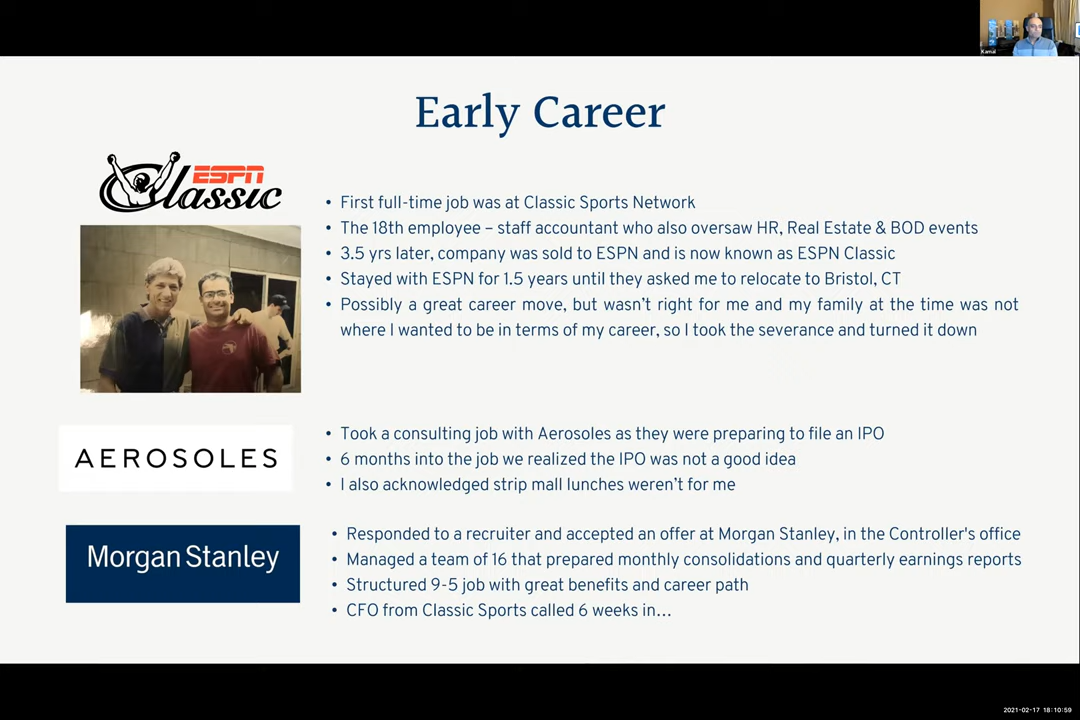 Kamal
Early Career
ESPN
Classic
• First full-time job was at Classic Sports Network
• The 18th employee – staff accountant who also oversaw HR, Real Estate & BOD events
• 3.5 yrs later, company was sold to ESPN and is now known as ESPN Classic
• Stayed with ESPN for 1.5 years until they asked me to relocate to Bristol, CT
• Possibly a great career move, but wasn't right for me and my family at the time was not
where I wanted to be in terms of my career, so I took the severance and turned it down
AEROSOLES
• Took a consulting job with Aerosoles as they were preparing to file an IPO
• 6 months into the job we realized the IPO was not a good idea
• I also acknowledged strip mall lunches weren't for me
Morgan Stanley
• Responded to a recruiter and accepted an offer at Morgan Stanley, in the Controller's office
• Managed a team of 16 that prepared monthly consolidations and quarterly earnings reports
• Structured 9-5 job with great benefits and career path
• CFO from Classic Sports called 6 weeks in…
2021-02-17 18:10:59